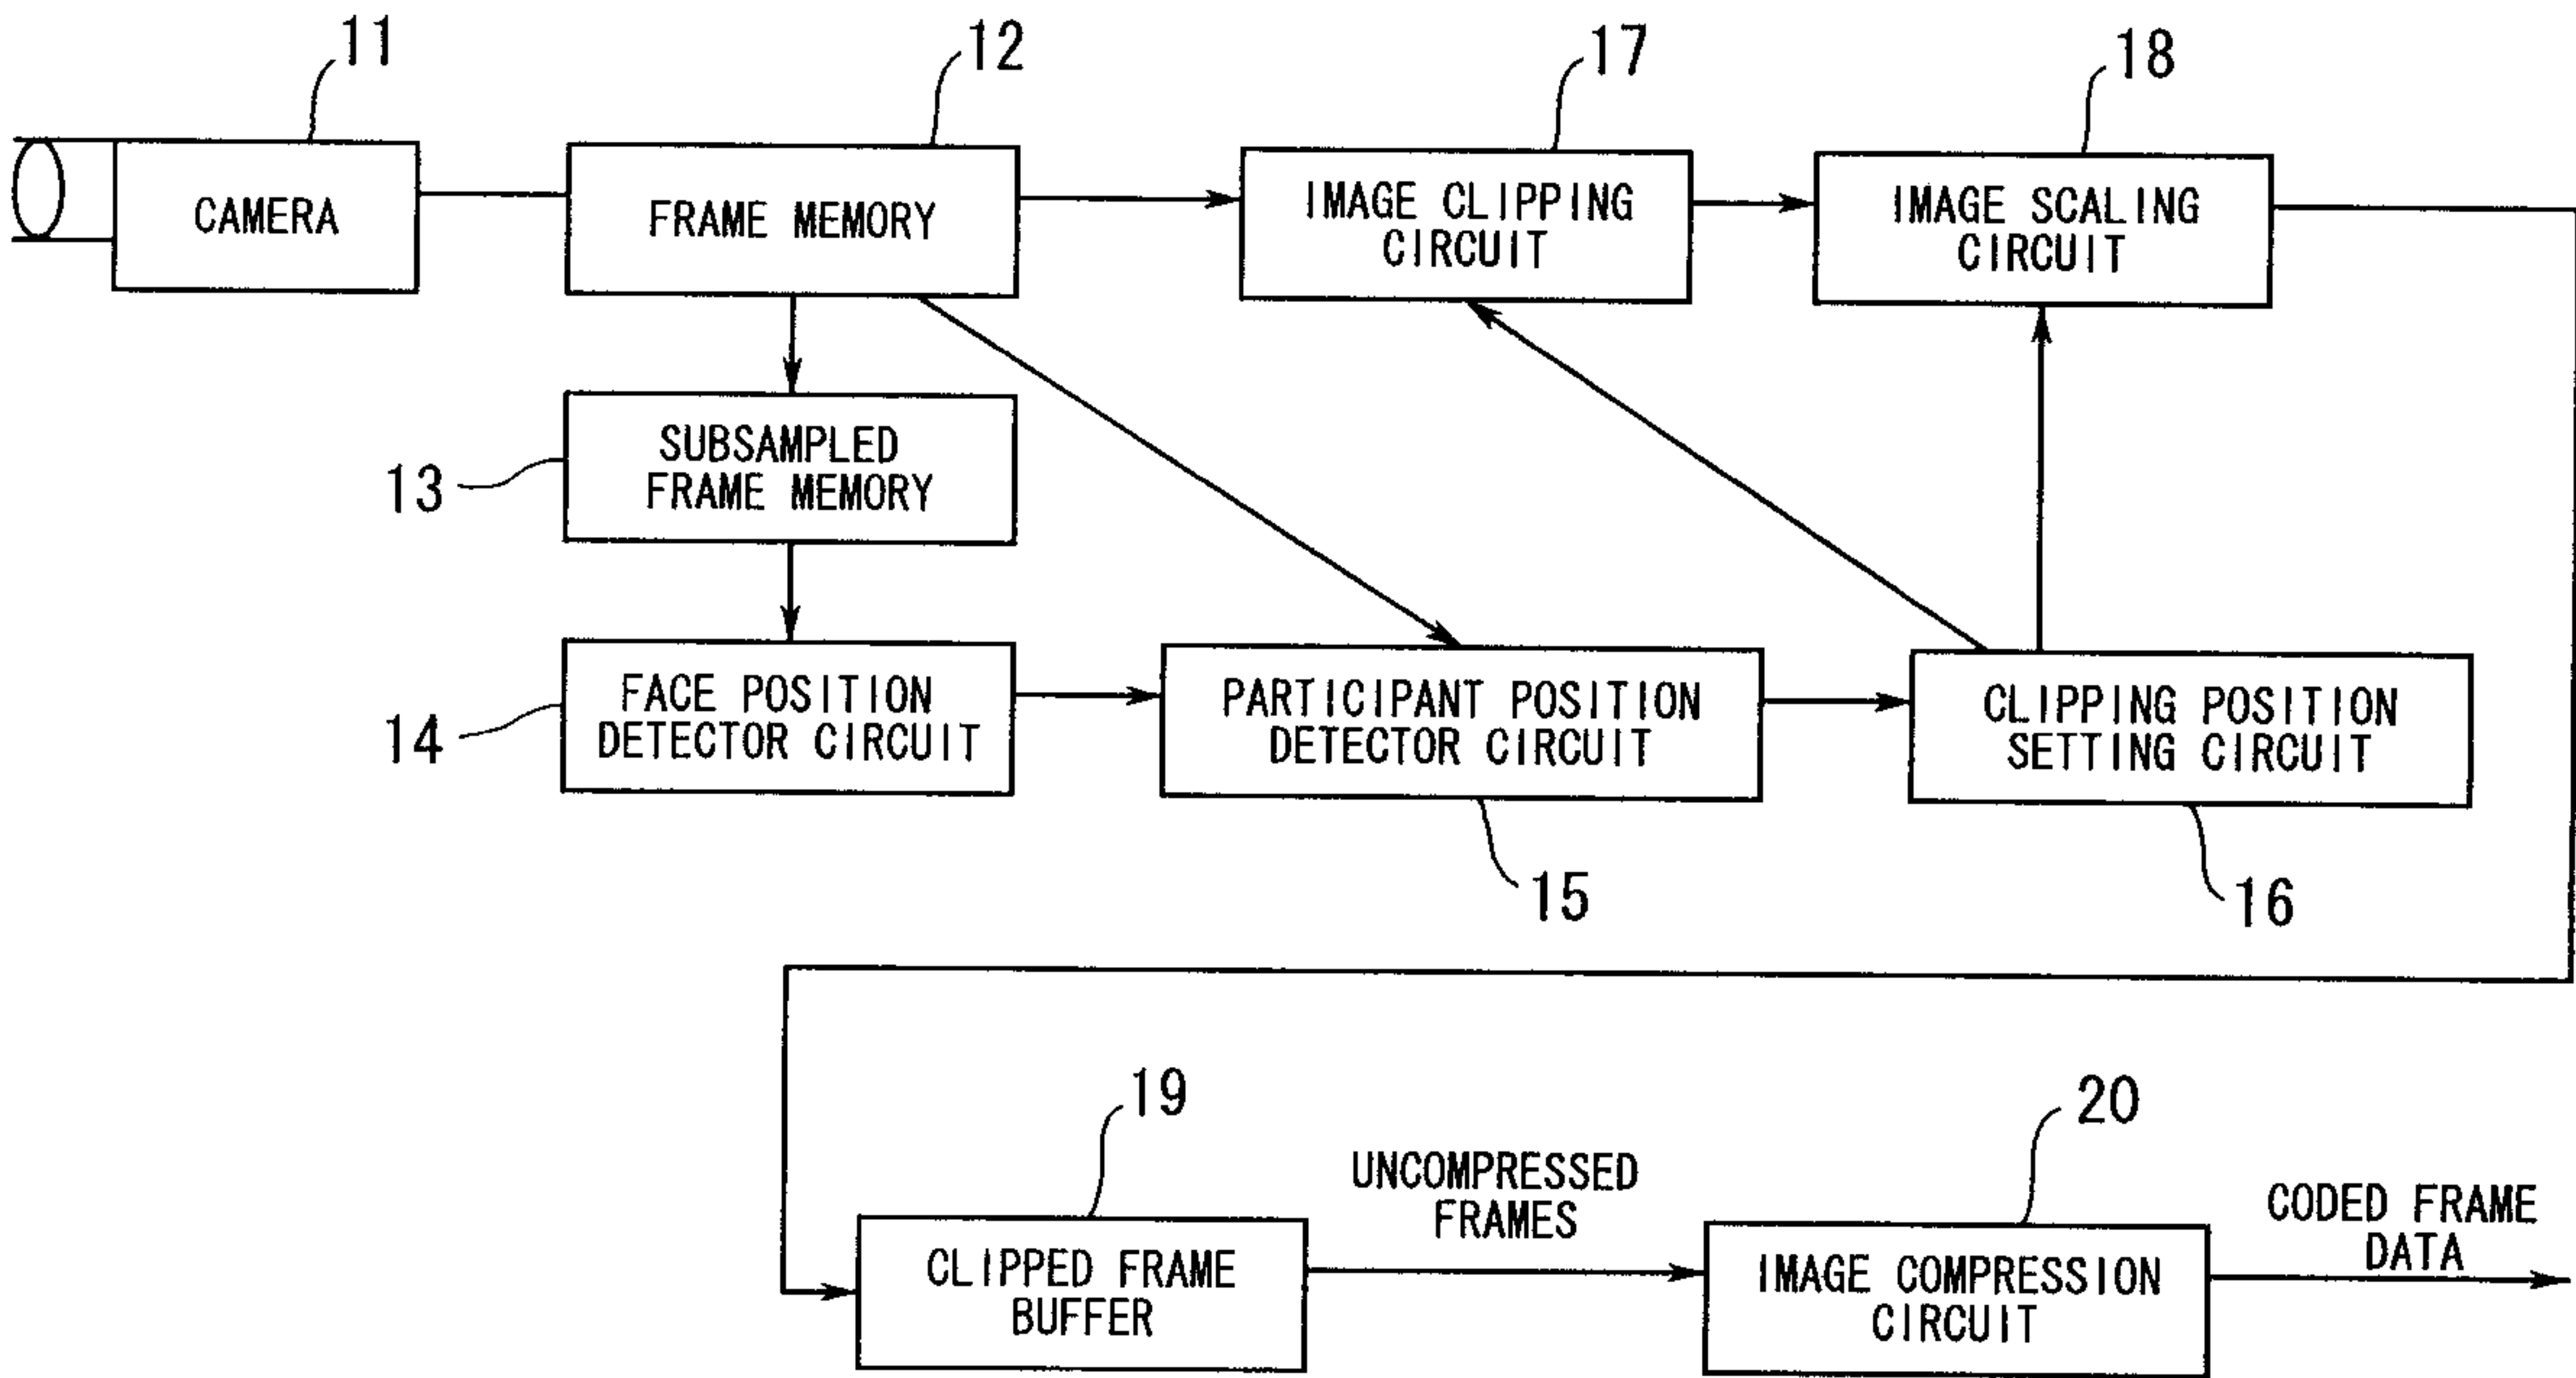 11
12
17
18
CAMERA
FRAME MEMORY
IMAGE CLIPPING
CIRCUIT
IMAGE SCALING
CIRCUIT
13
SUBSAMPLED
FRAME MEMORY
14
FACE POSITION
DETECTOR CIRCUIT
PARTICIPANT POSITION
DETECTOR CIRCUIT
CLIPPING POSITION
SETTING CIRCUIT
15
16
19
20
UNCOMPRESSED
FRAMES
CODED FRAME
DATA
CLIPPED FRAME
BUFFER
IMAGE COMPRESSION
CIRCUIT